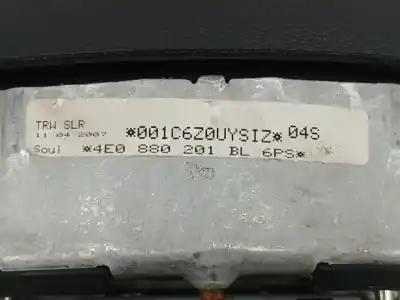 TRW SLR
11 04 2007 *001C6Z0UYSIZ* 04S
Soul *4E0 880 201 BL 6PS*